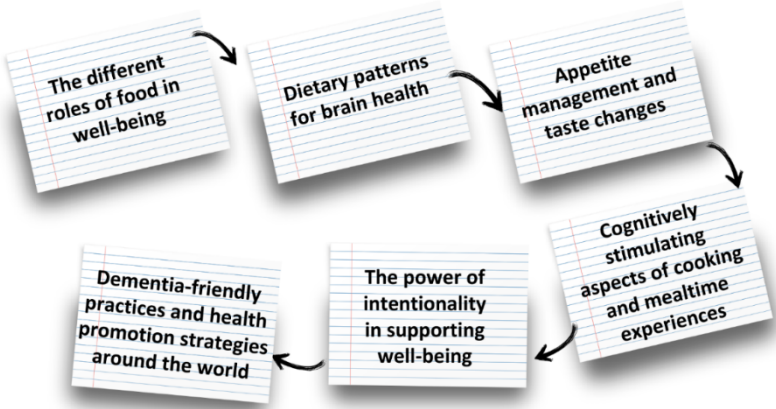 The different
roles of food in
well-being
Dietary patterns
for brain health
Appetite
management and
taste changes
Cognitively
stimulating
aspects of cooking
and mealtime
experiences
The power of
intentionality
in supporting
well-being
Dementia-friendly
practices and health
promotion strategies
around the world